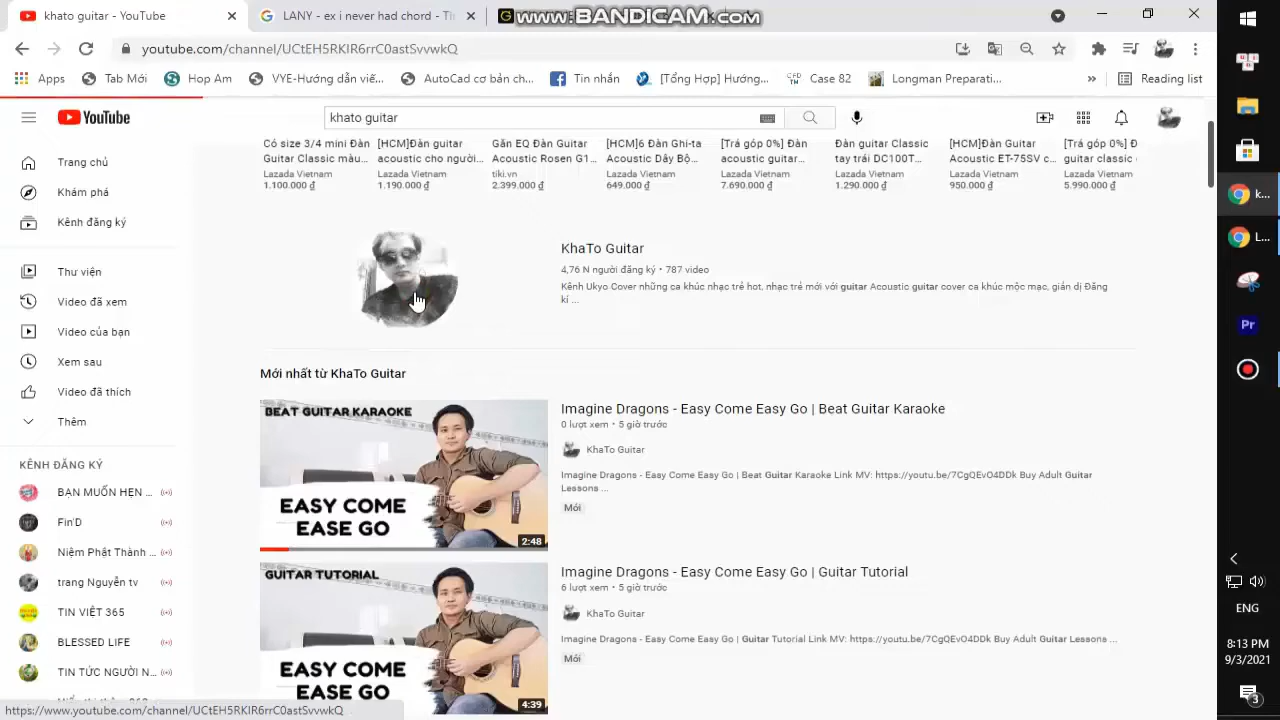 khato guitar - YouTube
LANY - ex i never had chord - Ti
www.BANDICAM.com
youtube.com/channel/UCtEH5RKlR6rrC0astSvvwkQ
Apps
Tab Mới
Hop Am
VYE-Hướng dẫn viế...
AutoCad cơ bản ch...
Tin nhắn
[Tổng Hợp] Hướng...
Case 82
Longman Preparati...
»
Reading list
YouTube
khato guitar
Có size 3/4 mini Đàn
Guitar Classic màu...
Lazada Vietnam
1.100.000 ₫
[HCM]Đàn guitar
acoustic cho người...
Lazada Vietnam
1.190.000 ₫
Gắn EQ Đàn Guitar
Acoustic Rosen G1...
tiki.vn
2.399.000 ₫
[HCM]6 Đàn Ghi-ta
Acoustic Dây Bộ...
Lazada Vietnam
649.000 ₫
[Trả góp 0%] Đàn
acoustic guitar...
Lazada Vietnam
7.690.000 ₫
Đàn guitar Classic
tay trái DC100T...
Lazada Vietnam
1.290.000 ₫
[HCM]Đàn Guitar
Acoustic ET-75SV c...
Lazada Vietnam
950.000 ₫
[Trả góp 0%] Đ
guitar classic
Lazada Vietnam
5.990.000 ₫
Trang chủ
Khám phá
Kênh đăng ký
Thư viện
Video đã xem
Video của bạn
Xem sau
Video đã thích
Thêm
KÊNH ĐĂNG KÝ
BẠN MUỐN HẸN ...
Fin'D
Niệm Phật Thành ...
trang Nguyễn tv
TIN VIỆT 365
BLESSED LIFE
TIN TỨC NGƯỜI N...
KhaTo Guitar
4,76 N người đăng ký • 787 video
Kênh Ukyo Cover những ca khúc nhạc trẻ hot, nhạc trẻ mới với guitar Acoustic guitar cover ca khúc mộc mạc, giản dị Đăng
kí ...
Mới nhất từ KhaTo Guitar
BEAT GUITAR KARAOKE
EASY COME
EASE GO
2:48
Imagine Dragons - Easy Come Easy Go | Beat Guitar Karaoke
0 lượt xem • 5 giờ trước
KhaTo Guitar
Imagine Dragons - Easy Come Easy Go | Beat Guitar Karaoke Link MV: https://youtu.be/7CgQEvO4DDk Buy Adult Guitar
Lessons ...
Mới
GUITAR TUTORIAL
EASY COME
EASE GO
4:39
Imagine Dragons - Easy Come Easy Go | Guitar Tutorial
6 lượt xem • 5 giờ trước
KhaTo Guitar
Imagine Dragons - Easy Come Easy Go | Guitar Tutorial Link MV: https://youtu.be/7CgQEvO4DDk Buy Adult Guitar Lessons ...
Mới
https://www.youtube.com/channel/UCtEH5RKlR6rrC0astSvvwkQ
k...
L...
Pr
ENG
8:13 PM
9/3/2021
3